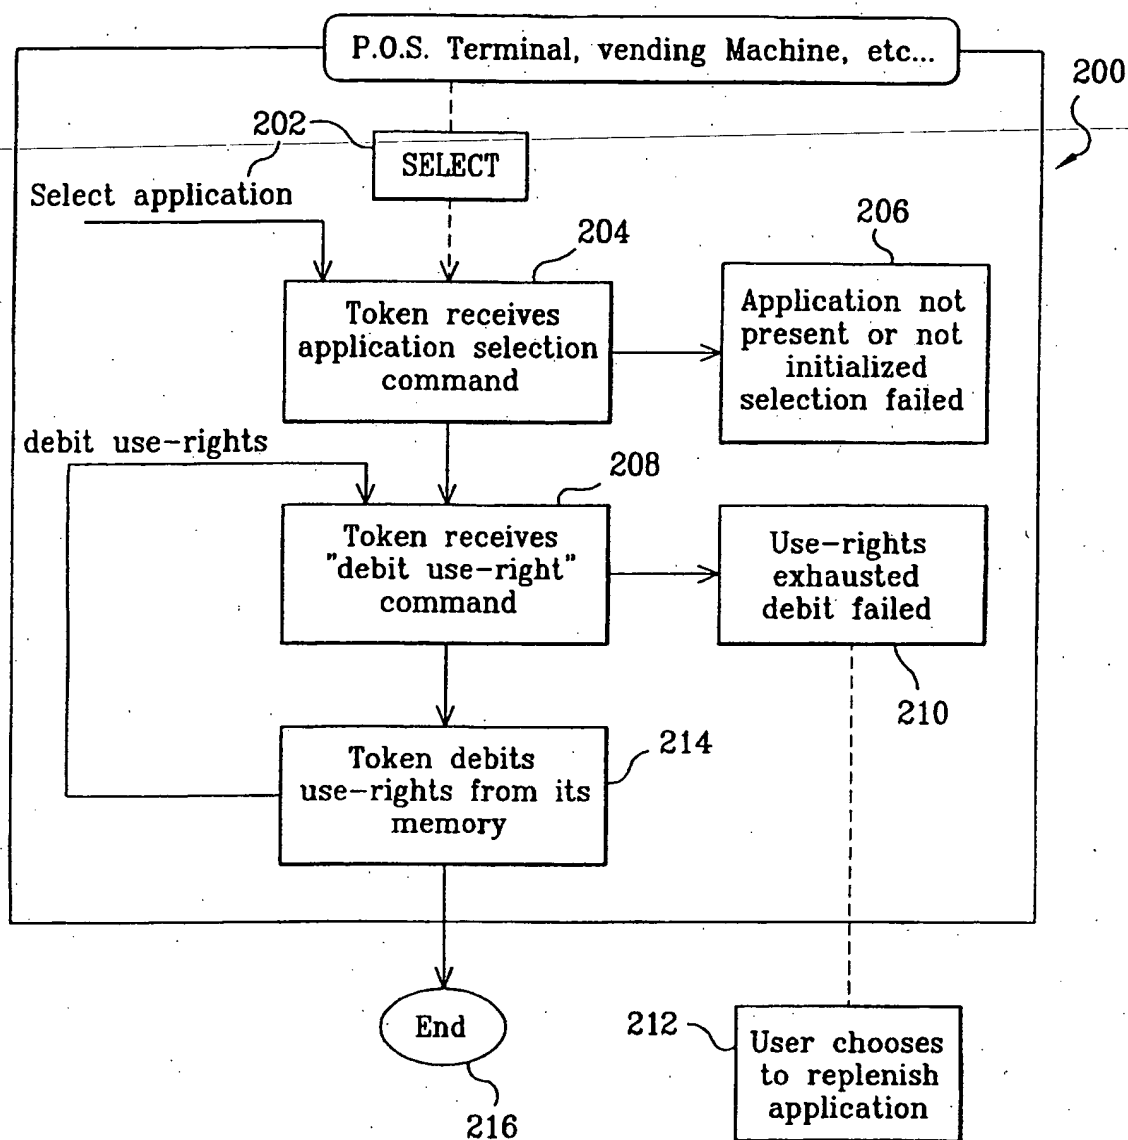 P.O.S. Terminal, vending Machine, etc...
200
202
SELECT
Select application
204
206
Token receives
application selection
command
Application not
present or not
initialized
selection failed
debit use-rights
208
Token receives
"debit use-right"
command
Use-rights
exhausted
debit failed
210
Token debits
use-rights from its
memory
214
End
216
212
User chooses
to replenish
application